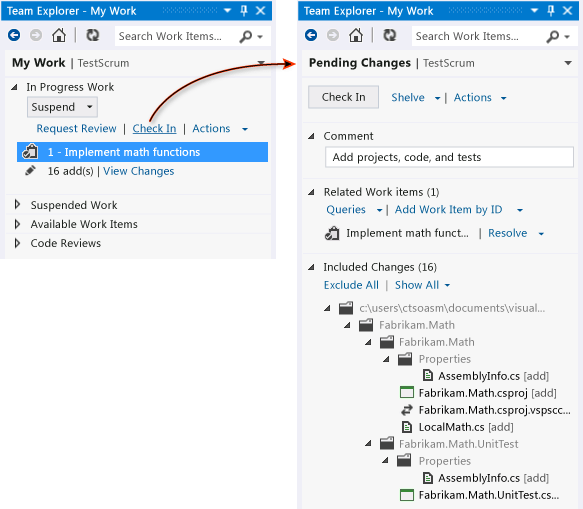 Team Explorer - My Work
Search Work Items...
My Work | TestScrum
In Progress Work
Suspend
Request Review | Check In | Actions
1 - Implement math functions
16 add(s) | View Changes
Suspended Work
Available Work Items
Code Reviews
Team Explorer - My Work
Search Work Items...
Pending Changes | TestScrum
Check In Shelve | Actions
Comment
Add projects, code, and tests
Related Work items (1)
Queries | Add Work Item by ID
Implement math funct... | Resolve
Included Changes (16)
Exclude All | Show All
c:\users\ctsoasm\documents\visual...
Fabrikam.Math
Fabrikam.Math
Properties
AssemblyInfo.cs [add]
Fabrikam.Math.csproj [add]
Fabrikam.Math.csproj.vspscc...
LocalMath.cs [add]
Fabrikam.Math.UnitTest
Properties
AssemblyInfo.cs [add]
Fabrikam.Math.UnitTest.cs...